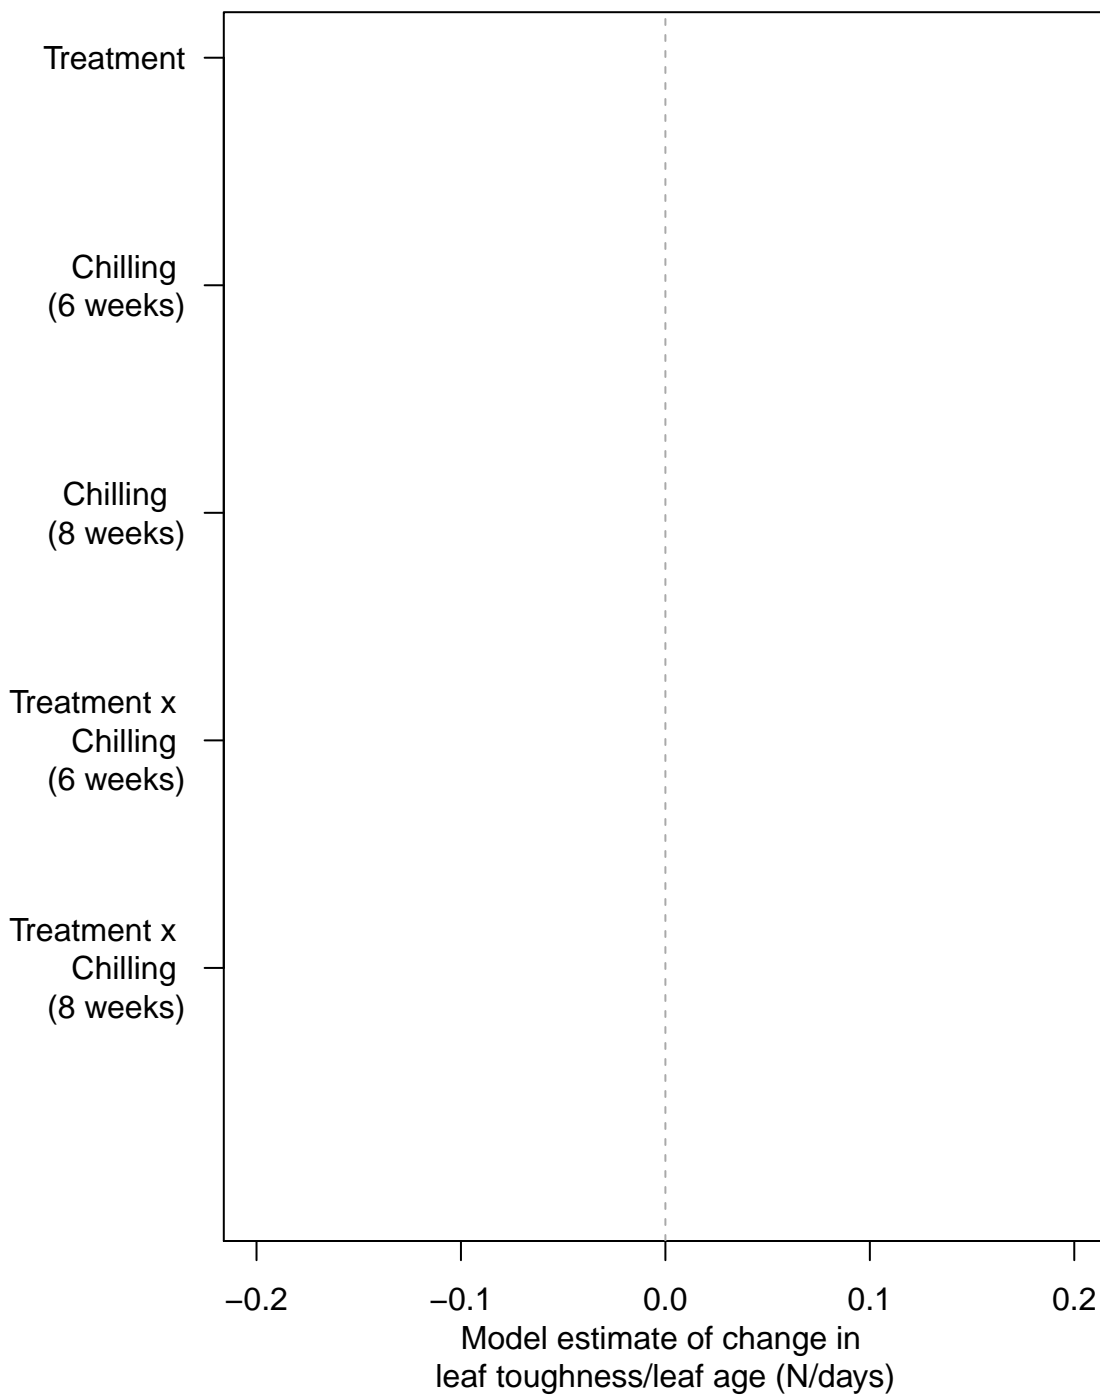 Treatment
Chilling
(6 weeks)
Chilling
(8 weeks)
Treatment x
Chilling
(6 weeks)
Treatment x
Chilling
(8 weeks)
−0.2 −0.1 0.0 0.1 0.2
Model estimate of change in
leaf toughness/leaf age (N/days)